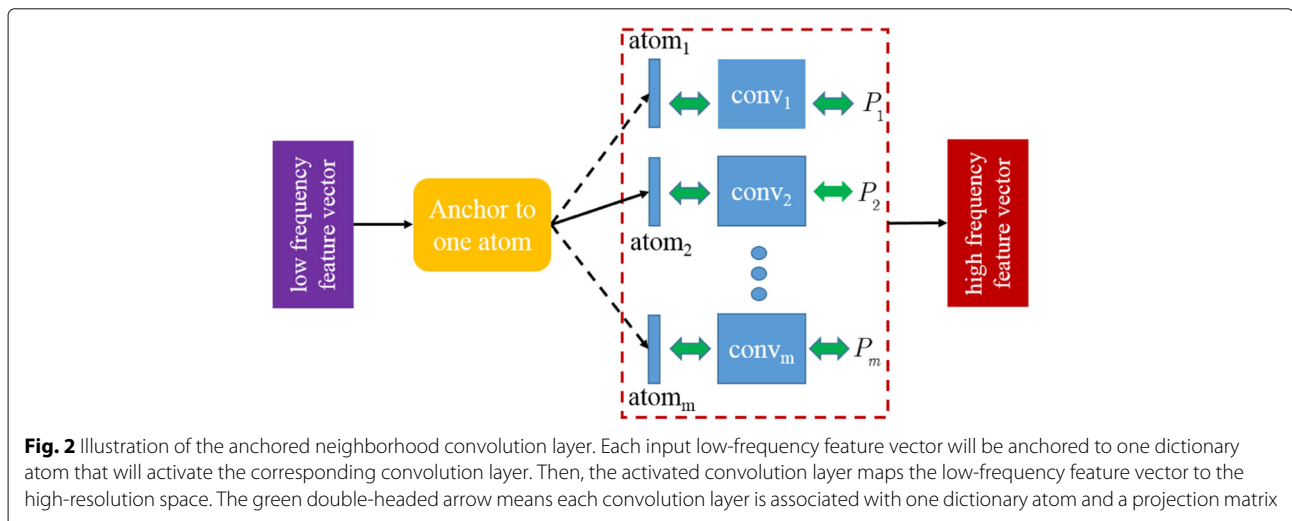 low frequency
feature vector
Anchor to
one atom
atom₁
conv₁
P₁
conv₂
P₂
atom₂
convₘ
Pₘ
atomₘ
high frequency
feature vector
Fig. 2 Illustration of the anchored neighborhood convolution layer. Each input low-frequency feature vector will be anchored to one dictionary
atom that will activate the corresponding convolution layer. Then, the activated convolution layer maps the low-frequency feature vector to the
high-resolution space. The green double-headed arrow means each convolution layer is associated with one dictionary atom and a projection matrix